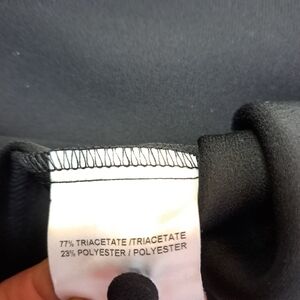 77% TRIACETATE /TRIACETATE
23% POLYESTER / POLYESTER